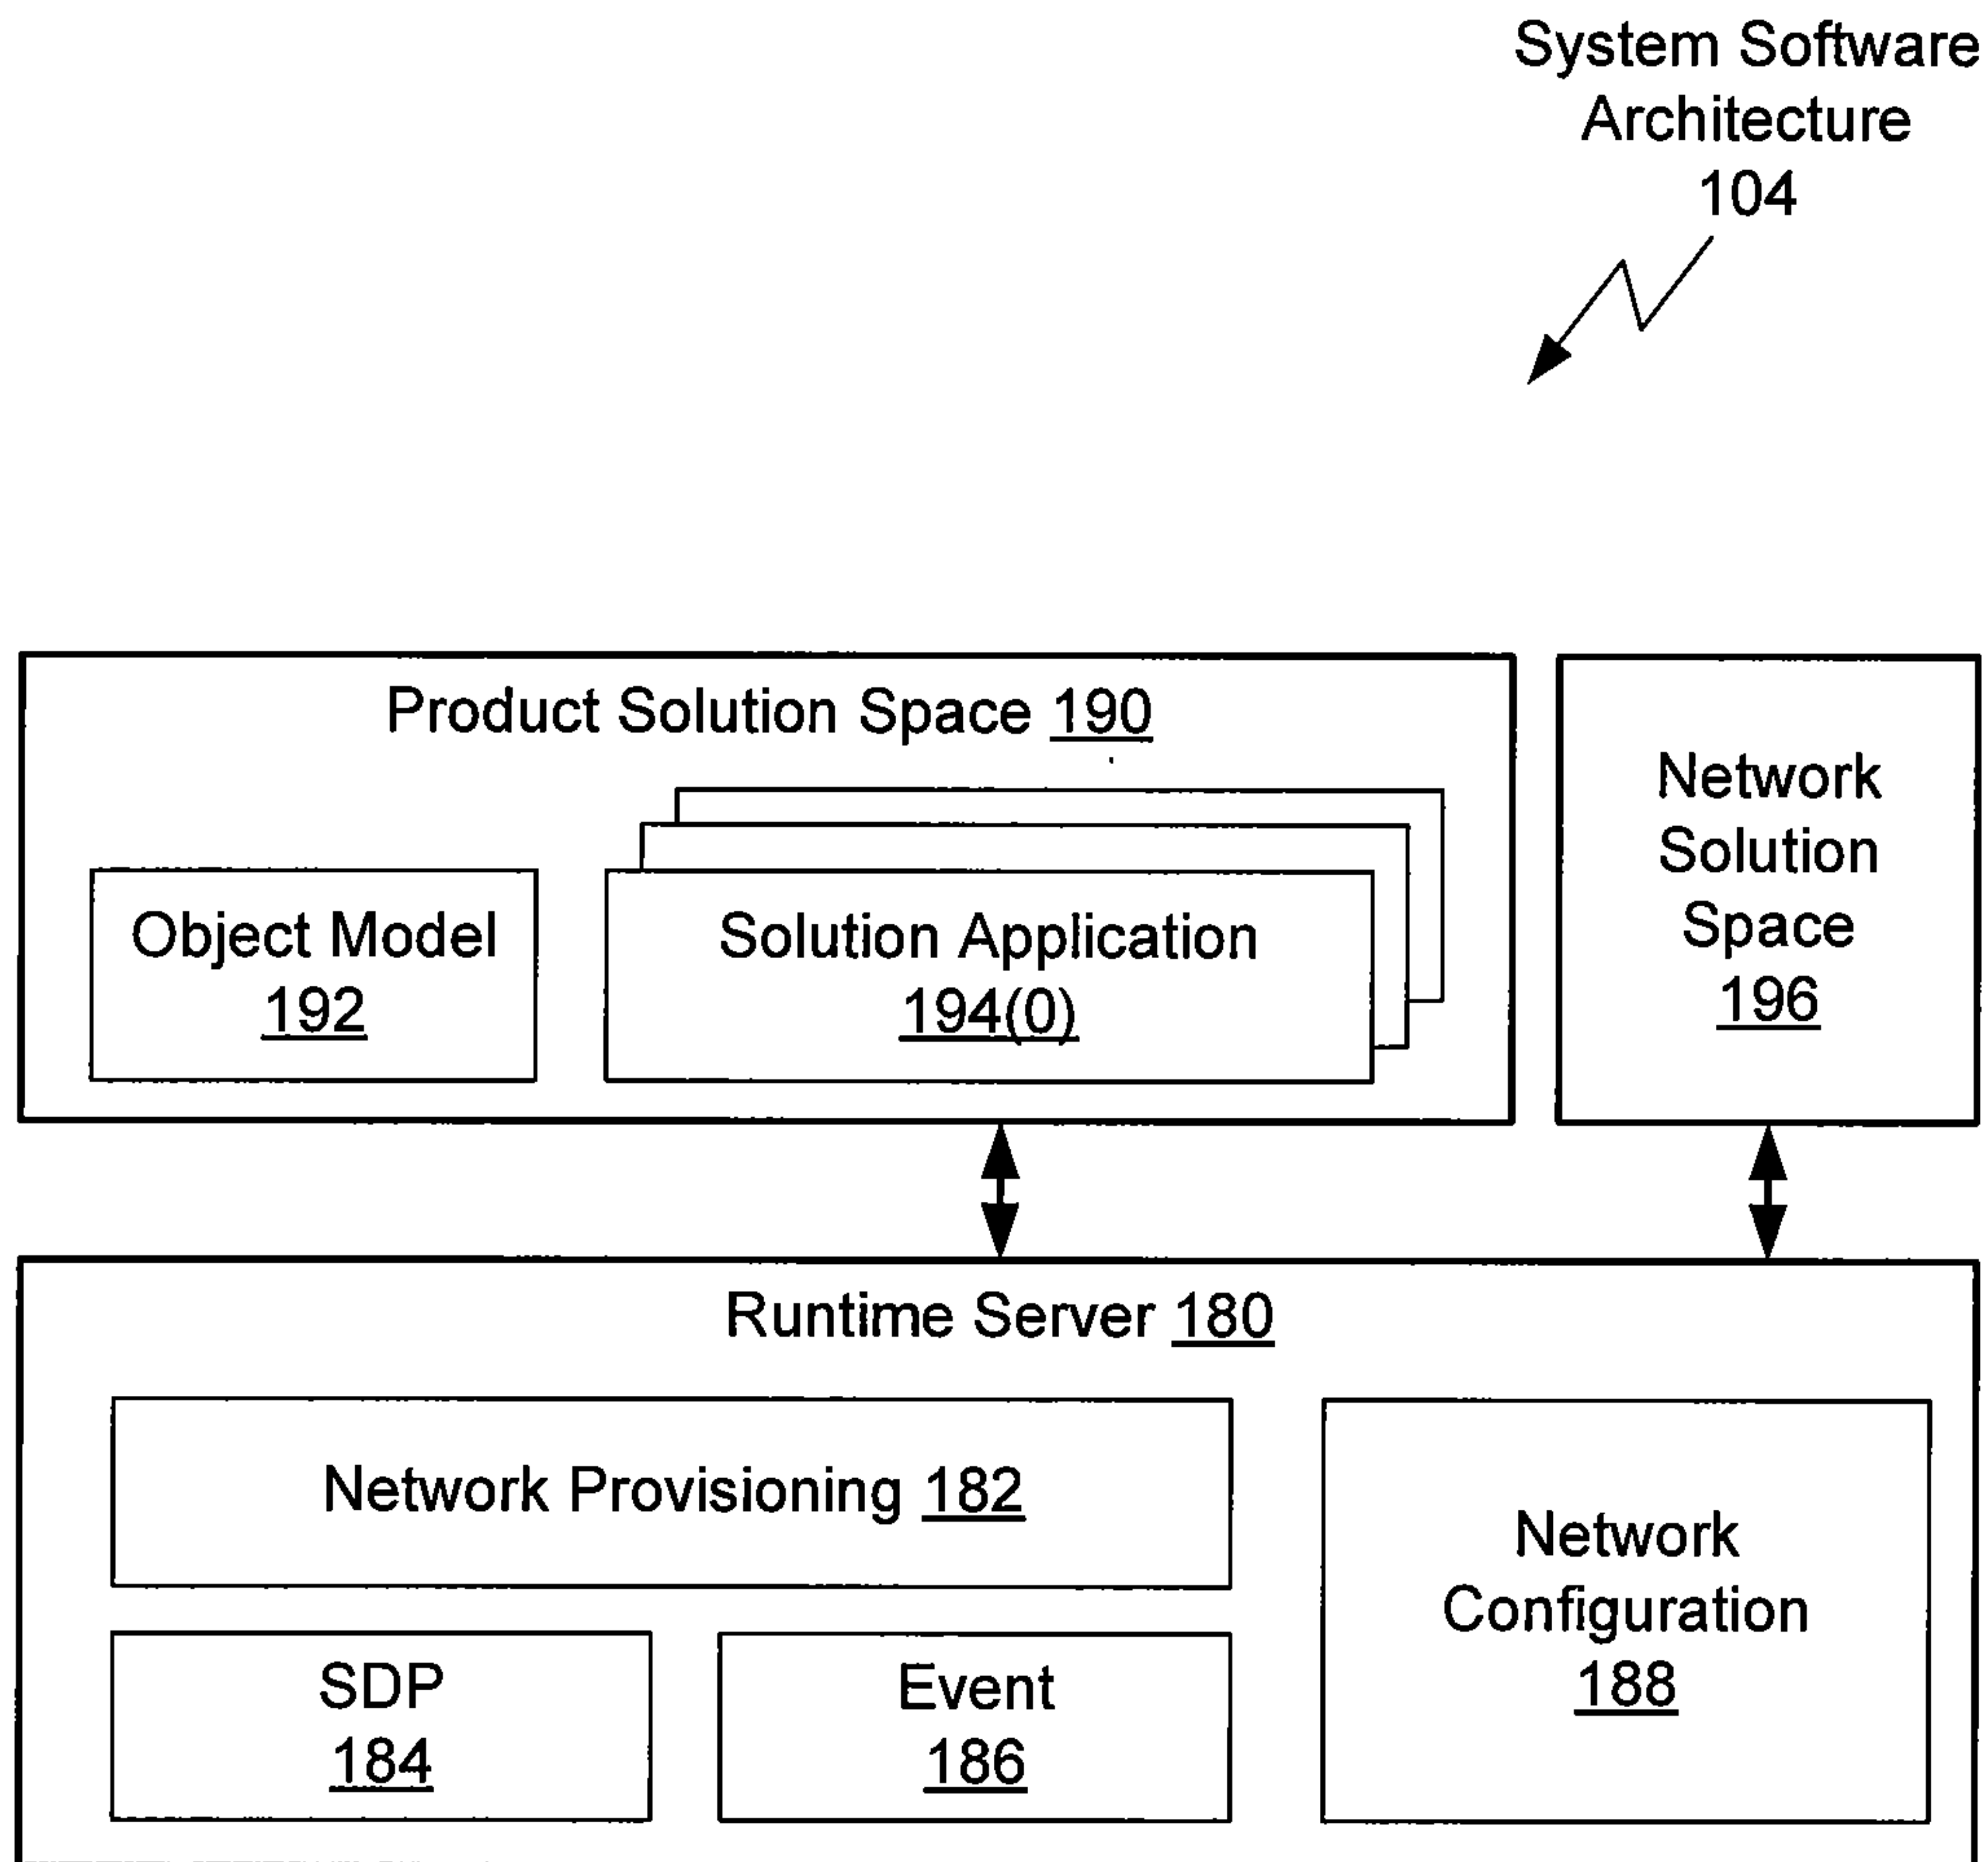 System Software
Architecture
104
Product Solution Space 190
Object Model
192
Solution Application
194(0)
Network
Solution
Space
196
Runtime Server 180
Network Provisioning 182
SDP
184
Event
186
Network
Configuration
188